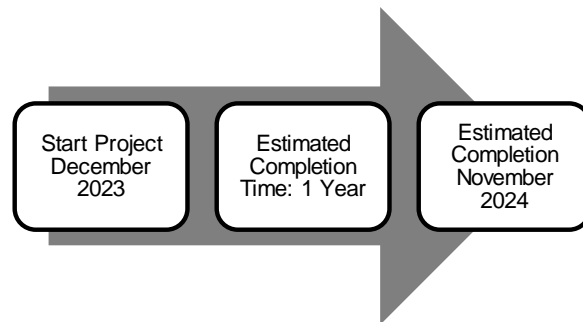 Start Project
December
2023
Estimated
Completion
Time: 1 Year
Estimated
Completion
November
2024